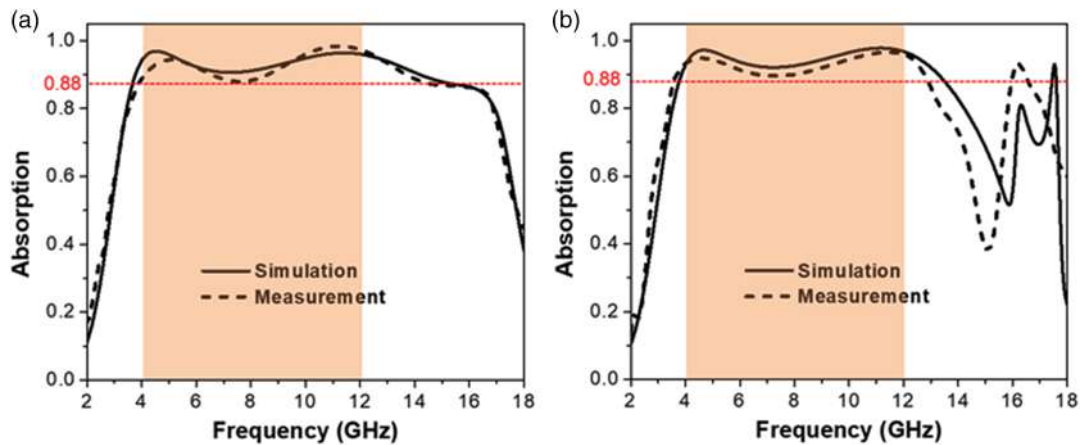 (a)
1.0
0.88
0.8
0.6
0.4
0.2
0.0
Absorption
Simulation
Measurement
2 4 6 8 10 12 14 16 18
Frequency (GHz)
(b)
1.0
0.88
0.8
0.6
0.4
0.2
0.0
Absorption
Simulation
Measurement
2 4 6 8 10 12 14 16 18
Frequency (GHz)